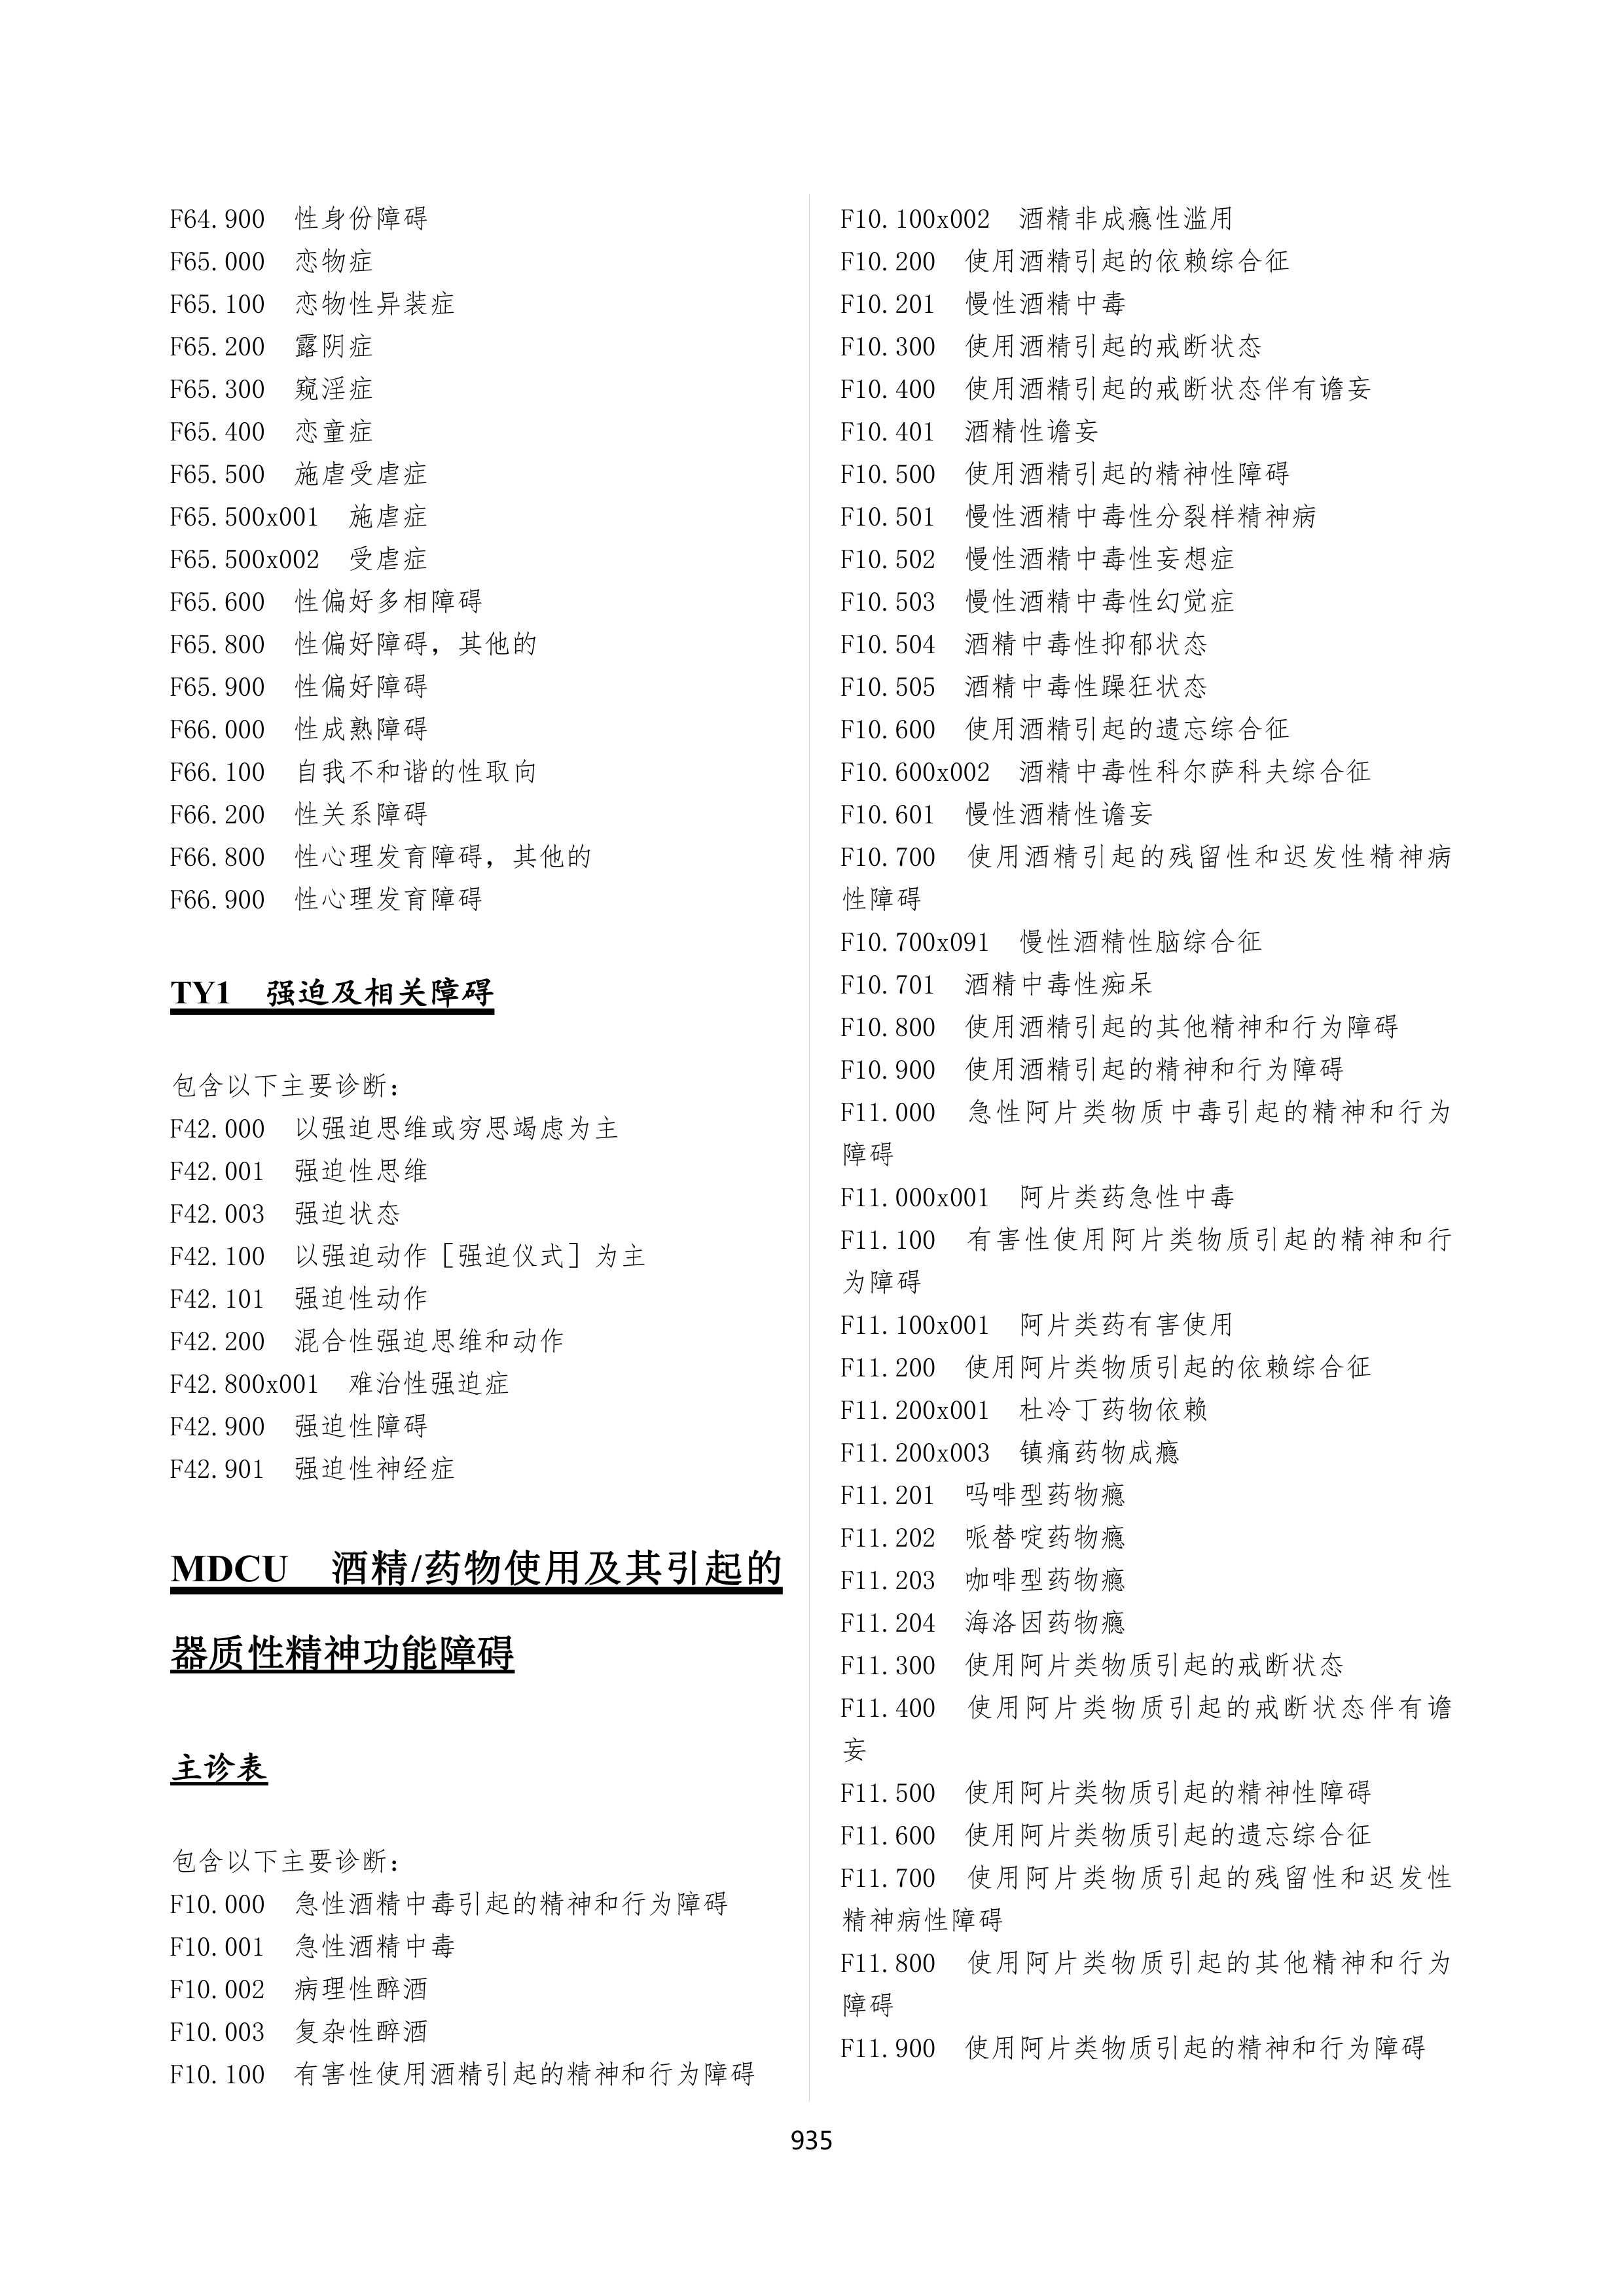 F64.900　性身份障碍
F65.000　恋物症
F65.100　恋物性异装症
F65.200　露阴症
F65.300　窥淫症
F65.400　恋童症
F65.500　施虐受虐症
F65.500x001　施虐症
F65.500x002　受虐症
F65.600　性偏好多相障碍
F65.800　性偏好障碍，其他的
F65.900　性偏好障碍
F66.000　性成熟障碍
F66.100　自我不和谐的性取向
F66.200　性关系障碍
F66.800　性心理发育障碍，其他的
F66.900　性心理发育障碍
TY1　强迫及相关障碍
包含以下主要诊断：
F42.000　以强迫思维或穷思竭虑为主
F42.001　强迫性思维
F42.003　强迫状态
F42.100　以强迫动作［强迫仪式］为主
F42.101　强迫性动作
F42.200　混合性强迫思维和动作
F42.800x001　难治性强迫症
F42.900　强迫性障碍
F42.901　强迫性神经症
MDCU　酒精/药物使用及其引起的
器质性精神功能障碍
主诊表
包含以下主要诊断：
F10.000　急性酒精中毒引起的精神和行为障碍
F10.001　急性酒精中毒
F10.002　病理性醉酒
F10.003　复杂性醉酒
F10.100　有害性使用酒精引起的精神和行为障碍
F10.100x002　酒精非成瘾性滥用
F10.200　使用酒精引起的依赖综合征
F10.201　慢性酒精中毒
F10.300　使用酒精引起的戒断状态
F10.400　使用酒精引起的戒断状态伴有谵妄
F10.401　酒精性谵妄
F10.500　使用酒精引起的精神性障碍
F10.501　慢性酒精中毒性分裂样精神病
F10.502　慢性酒精中毒性妄想症
F10.503　慢性酒精中毒性幻觉症
F10.504　酒精中毒性抑郁状态
F10.505　酒精中毒性躁狂状态
F10.600　使用酒精引起的遗忘综合征
F10.600x002　酒精中毒性科尔萨科夫综合征
F10.601　慢性酒精性谵妄
F10.700　使用酒精引起的残留性和迟发性精神病
性障碍
F10.700x091　慢性酒精性脑综合征
F10.701　酒精中毒性痴呆
F10.800　使用酒精引起的其他精神和行为障碍
F10.900　使用酒精引起的精神和行为障碍
F11.000　急性阿片类物质中毒引起的精神和行为
障碍
F11.000x001　阿片类药急性中毒
F11.100　有害性使用阿片类物质引起的精神和行
为障碍
F11.100x001　阿片类药有害使用
F11.200　使用阿片类物质引起的依赖综合征
F11.200x001　杜冷丁药物依赖
F11.200x003　镇痛药物成瘾
F11.201　吗啡型药物瘾
F11.202　哌替啶药物瘾
F11.203　咖啡型药物瘾
F11.204　海洛因药物瘾
F11.300　使用阿片类物质引起的戒断状态
F11.400　使用阿片类物质引起的戒断状态伴有谵
妄
F11.500　使用阿片类物质引起的精神性障碍
F11.600　使用阿片类物质引起的遗忘综合征
F11.700　使用阿片类物质引起的残留性和迟发性
精神病性障碍
F11.800　使用阿片类物质引起的其他精神和行为
障碍
F11.900　使用阿片类物质引起的精神和行为障碍
935